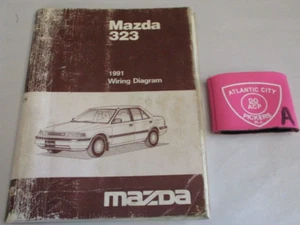 Mazda
323
1991
Wiring Diagram
mazda
ATLANTIC CITY
PICKERS
A